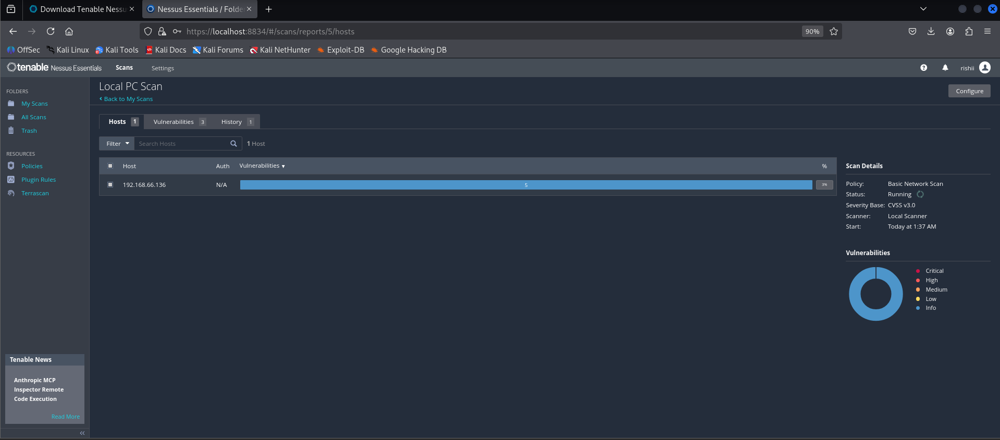 Download Tenable Nessu
Nessus Essentials / Folde
https://localhost:8834/#/scans/reports/5/hosts
90%
OffSec
Kali Linux
Kali Tools
Kali Docs
Kali Forums
Kali NetHunter
Exploit-DB
Google Hacking DB
tenable Nessus Essentials
Scans
Settings
rishii
FOLDERS
My Scans
All Scans
Trash
RESOURCES
Policies
Plugin Rules
Terrascan
Tenable News
Anthropic MCP
Inspector Remote
Code Execution
Read More
Local PC Scan
Back to My Scans
Configure
Hosts 1
Vulnerabilities 3
History 1
Filter
Search Hosts
1 Host
Host Auth Vulnerabilities %
192.168.66.136 N/A 5 3%
Scan Details
Policy: Basic Network Scan
Status: Running
Severity Base: CVSS v3.0
Scanner: Local Scanner
Start: Today at 1:37 AM
Vulnerabilities
Critical
High
Medium
Low
Info